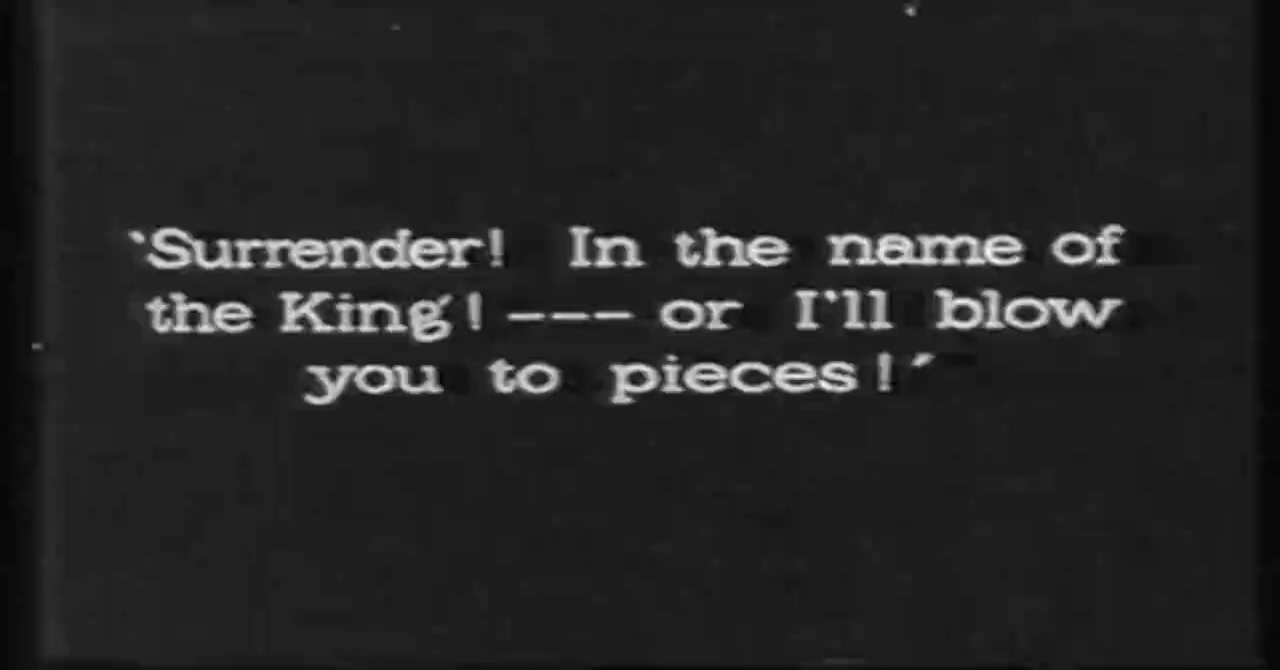 ‘Surrender! In the name of
the King! --- or I'll blow
you to pieces!’